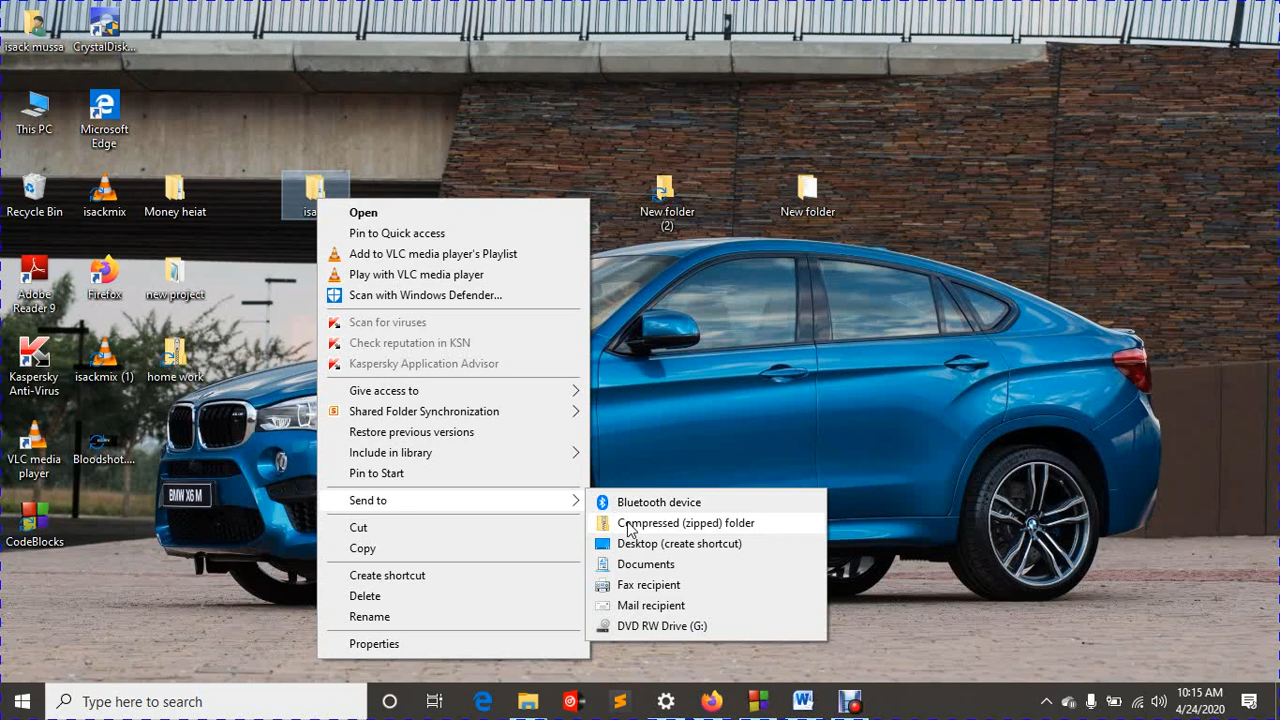 isack mussa
CrystalDisk...
This PC
Microsoft
Edge
Recycle Bin
isackmix
Money heiat
isa
New folder
(2)
New folder
Adobe
Reader 9
Firefox
new project
Kaspersky
Anti-Virus
isackmix (1)
home work
VLC media
player
Bloodshot....
CodeBlocks
Open
Pin to Quick access
Add to VLC media player's Playlist
Play with VLC media player
Scan with Windows Defender...
Scan for viruses
Check reputation in KSN
Kaspersky Application Advisor
Give access to
Shared Folder Synchronization
Restore previous versions
Include in library
Pin to Start
Send to
Cut
Copy
Create shortcut
Delete
Rename
Properties
Bluetooth device
Compressed (zipped) folder
Desktop (create shortcut)
Documents
Fax recipient
Mail recipient
DVD RW Drive (G:)
BMW X6 M
Type here to search
10:15 AM
4/24/2020